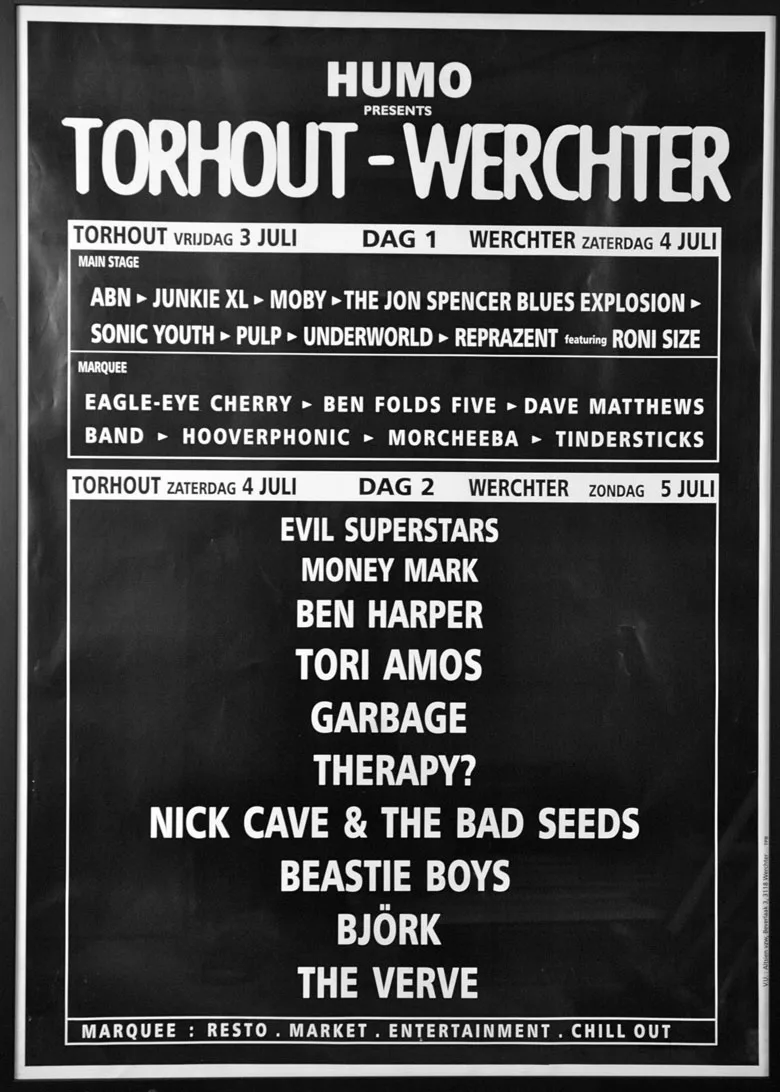 HUMO
PRESENTS
TORHOUT - WERCHTER
TORHOUT VRIJDAG 3 JULI DAG 1 WERCHTER ZATERDAG 4 JULI
MAIN STAGE
ABN ▸ JUNKIE XL ▸ MOBY ▸ THE JON SPENCER BLUES EXPLOSION ▸
SONIC YOUTH ▸ PULP ▸ UNDERWORLD ▸ REPRAZENT featuring RONI SIZE
MARQUEE
EAGLE-EYE CHERRY ▸ BEN FOLDS FIVE ▸ DAVE MATTHEWS
BAND ▸ HOOVERPHONIC ▸ MORCHEEBA ▸ TINDERSTICKS
TORHOUT ZATERDAG 4 JULI DAG 2 WERCHTER ZONDAG 5 JULI
EVIL SUPERSTARS
MONEY MARK
BEN HARPER
TORI AMOS
GARBAGE
THERAPY?
NICK CAVE & THE BAD SEEDS
BEASTIE BOYS
BJÖRK
THE VERVE
MARQUEE : RESTO . MARKET . ENTERTAINMENT . CHILL OUT